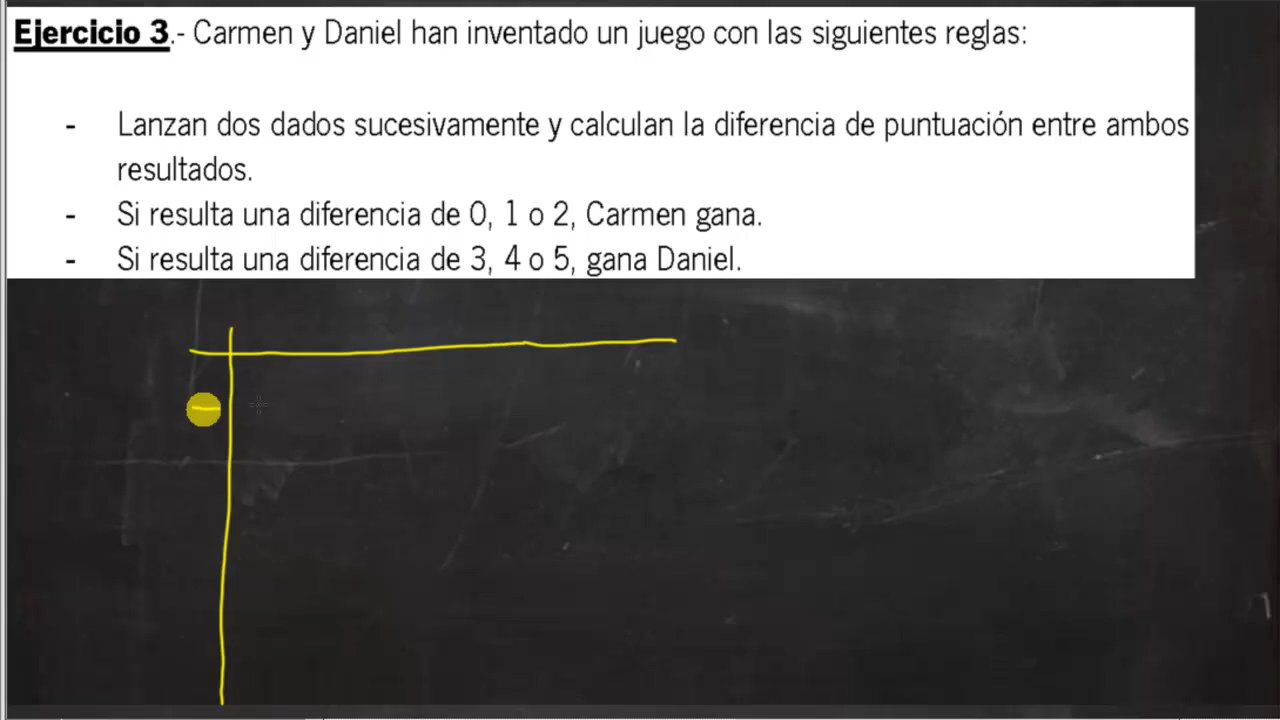 Ejercicio 3.- Carmen y Daniel han inventado un juego con las siguientes reglas:
- Lanzan dos dados sucesivamente y calculan la diferencia de puntuación entre ambos
resultados.
- Si resulta una diferencia de 0, 1 o 2, Carmen gana.
- Si resulta una diferencia de 3, 4 o 5, gana Daniel.